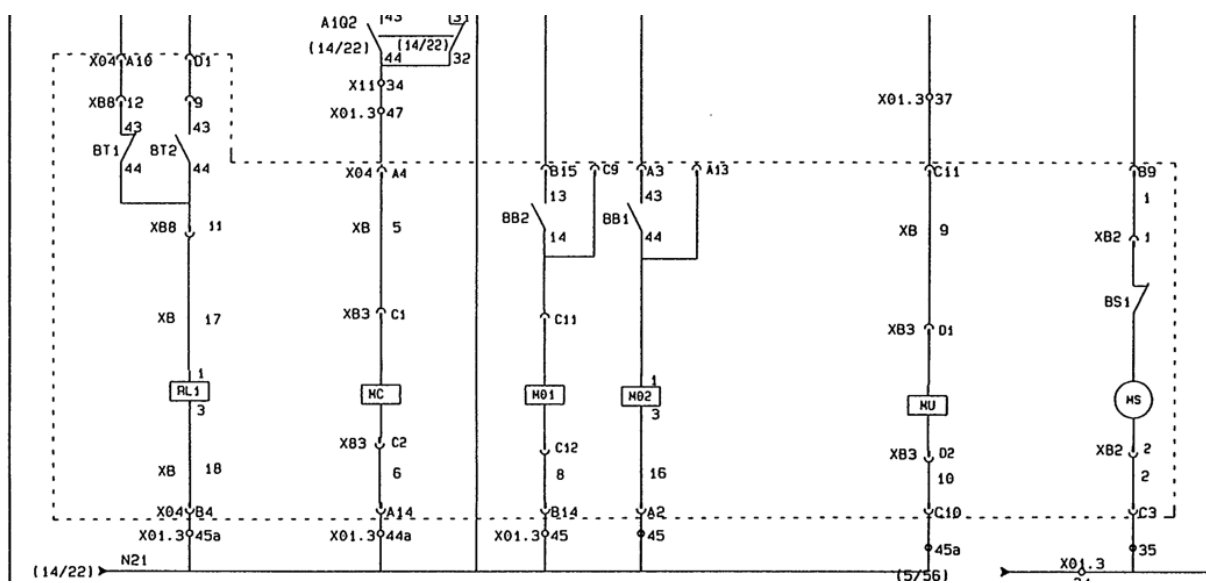 A1Q2 43 31
(14/22) (14/22)
44 32
X04 A10 D1
X11 34
XB8 12 9 X01.3 37
X01.3 47
43 43
BT1 BT2
44 44
X04 A4 B15 C9 A3 A13 C11 B9
13 43 1
BB2 BB1
XB8 11 XB 5 14 44 XB 9 XB2 1
BS1
XB 17 XB3 C1 C11 XB3 D1
1 1
RL1 MC M01 M02 MU MS
3 3
XB3 C2 C12 XB3 D2 XB2 2
XB 18 6 8 16 10 2
X04 B4 A14 B14 A2 C10 C3
X01.3 45a X01.3 44a X01.3 45 45 45a 35
(14/22) N21 (5/56) X01.3